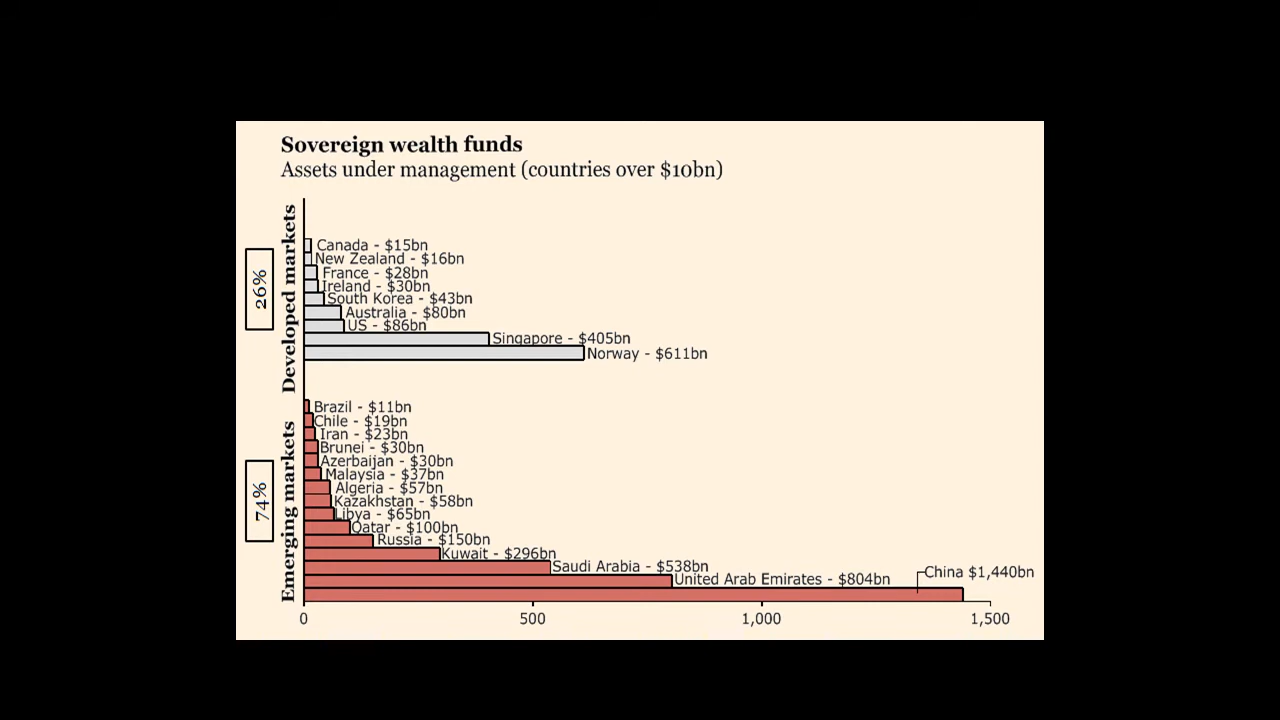 Sovereign wealth funds
Assets under management (countries over $10bn)
Developed markets
26%
Canada - $15bn
New Zealand - $16bn
France - $28bn
Ireland - $30bn
South Korea - $43bn
Australia - $80bn
US - $86bn
Singapore - $405bn
Norway - $611bn
Emerging markets
74%
Brazil - $11bn
Chile - $19bn
Iran - $23bn
Brunei - $30bn
Azerbaijan - $30bn
Malaysia - $37bn
Algeria - $57bn
Kazakhstan - $58bn
Libya - $65bn
Qatar - $100bn
Russia - $150bn
Kuwait - $296bn
Saudi Arabia - $538bn
United Arab Emirates - $804bn
China $1,440bn
0 500 1,000 1,500